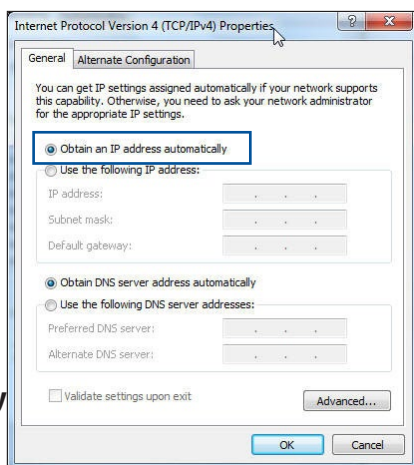 Internet Protocol Version 4 (TCP/IPv4) Properties
General
Alternate Configuration
You can get IP settings assigned automatically if your network supports
this capability. Otherwise, you need to ask your network administrator
for the appropriate IP settings.
Obtain an IP address automatically
Use the following IP address:
IP address:
Subnet mask:
Default gateway:
Obtain DNS server address automatically
Use the following DNS server addresses:
Preferred DNS server:
Alternate DNS server:
Validate settings upon exit
Advanced...
OK
Cancel